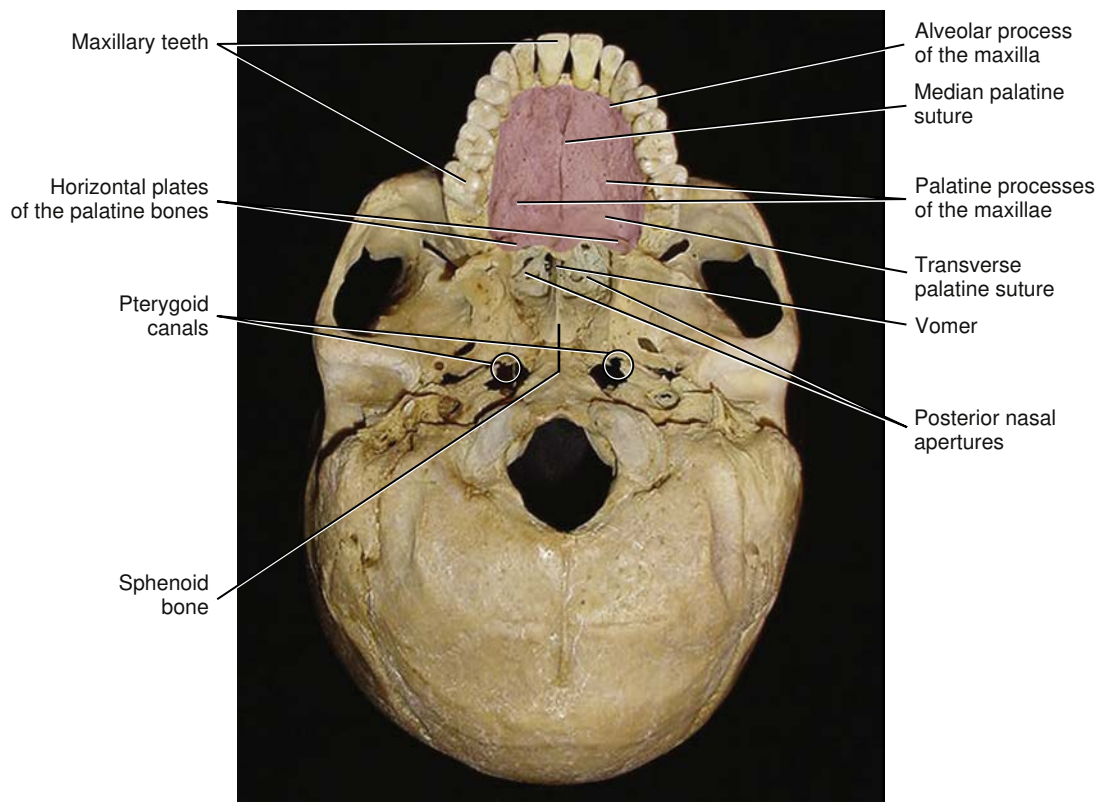 Maxillary teeth
Horizontal plates
of the palatine bones
Pterygoid
canals
Sphenoid
bone
Alveolar process
of the maxilla
Median palatine
suture
Palatine processes
of the maxillae
Transverse
palatine suture
Vomer
Posterior nasal
apertures